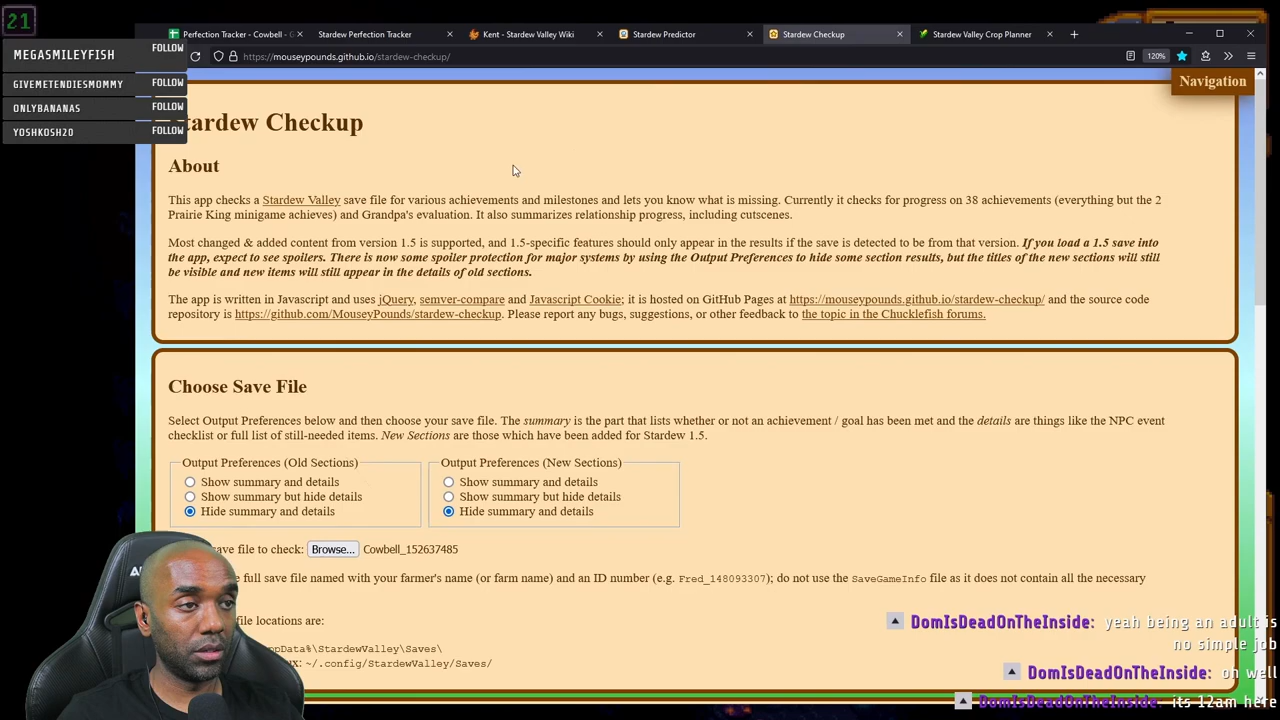 21
MEGASMILEYFISH FOLLOW
GIVEMETENDIESMOMMY FOLLOW
ONLYBANANAS FOLLOW
YOSHKOSH20 FOLLOW
Perfection Tracker - Cowbell - G
Stardew Perfection Tracker
Kent - Stardew Valley Wiki
Stardew Predictor
Stardew Checkup
Stardew Valley Crop Planner
https://mouseypounds.github.io/stardew-checkup/
120%
Navigation
tardew Checkup
About
This app checks a Stardew Valley save file for various achievements and milestones and lets you know what is missing. Currently it checks for progress on 38 achievements (everything but the 2
Prairie King minigame achieves) and Grandpa's evaluation. It also summarizes relationship progress, including cutscenes.
Most changed & added content from version 1.5 is supported, and 1.5-specific features should only appear in the results if the save is detected to be from that version. If you load a 1.5 save into
the app, expect to see spoilers. There is now some spoiler protection for major systems by using the Output Preferences to hide some section results, but the titles of the new sections will still
be visible and new items will still appear in the details of old sections.
The app is written in Javascript and uses jQuery, semver-compare and Javascript Cookie; it is hosted on GitHub Pages at https://mouseypounds.github.io/stardew-checkup/ and the source code
repository is https://github.com/MouseyPounds/stardew-checkup. Please report any bugs, suggestions, or other feedback to the topic in the Chucklefish forums.
Choose Save File
Select Output Preferences below and then choose your save file. The summary is the part that lists whether or not an achievement / goal has been met and the details are things like the NPC event
checklist or full list of still-needed items. New Sections are those which have been added for Stardew 1.5.
Output Preferences (Old Sections)
Show summary and details
Show summary but hide details
Hide summary and details
Output Preferences (New Sections)
Show summary and details
Show summary but hide details
Hide summary and details
save file to check: Browse... Cowbell_152637485
full save file named with your farmer's name (or farm name) and an ID number (e.g. Fred_148093307); do not use the SaveGameInfo file as it does not contain all the necessary
file locations are:
ppData%\StardewValley\Saves\
~/.config/StardewValley/Saves/
DomIsDeadOnTheInside: yeah being an adult is
no simple job
DomIsDeadOnTheInside: oh well
DomIsDeadOnTheInside: its 12am here